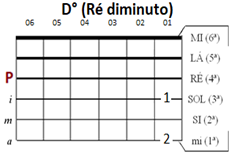 D° (Ré diminuto)
06 05 04 03 02 01
MI (6ª)
LÁ (5ª)
P RÉ (4ª)
i 1 SOL (3ª)
m SI (2ª)
a 2 mi (1ª)